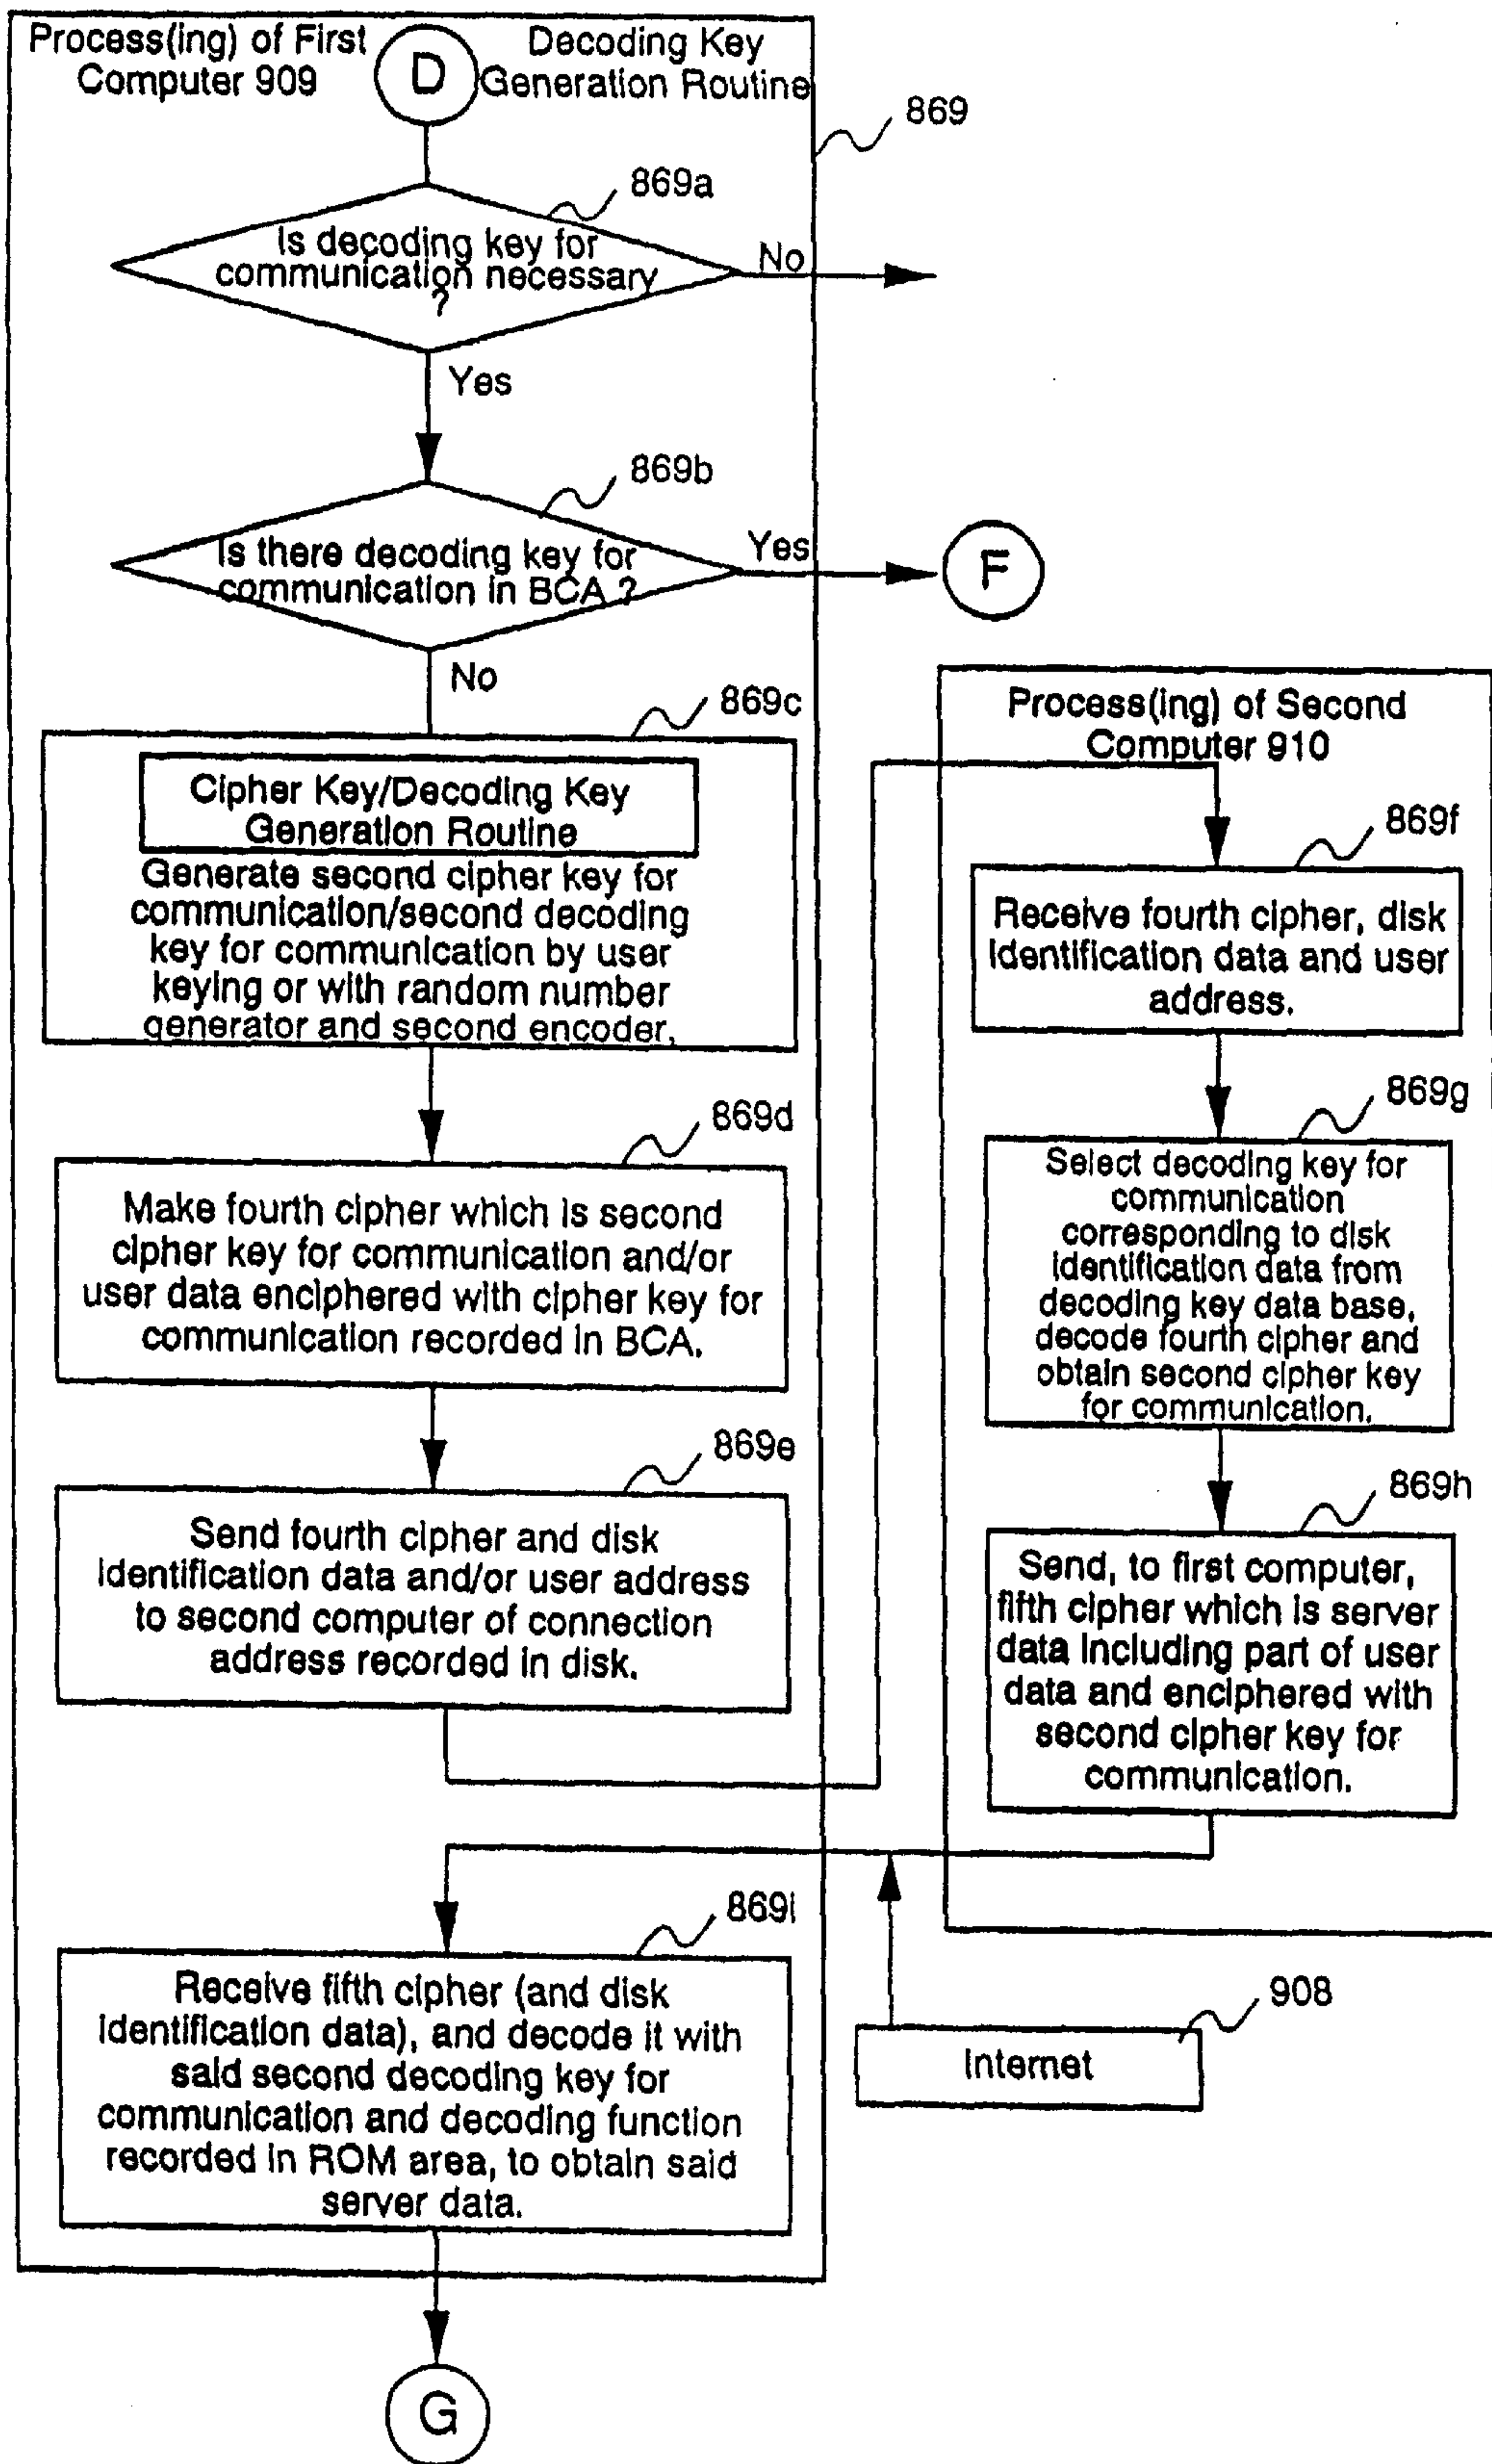 Process(ing) of First
Computer 909
D
Decoding Key
Generation Routine
869
869a
Is decoding key for
communication necessary
?
No
Yes
869b
Is there decoding key for
communication in BCA ?
Yes
F
No
869c
Cipher Key/Decoding Key
Generation Routine
Generate second cipher key for
communication/second decoding
key for communication by user
keying or with random number
generator and second encoder.
869d
Make fourth cipher which is second
cipher key for communication and/or
user data enciphered with cipher key for
communication recorded in BCA.
869e
Send fourth cipher and disk
identification data and/or user address
to second computer of connection
address recorded in disk.
Process(ing) of Second
Computer 910
869f
Receive fourth cipher, disk
identification data and user
address.
869g
Select decoding key for
communication
corresponding to disk
identification data from
decoding key data base,
decode fourth cipher and
obtain second cipher key
for communication.
869h
Send, to first computer,
fifth cipher which is server
data including part of user
data and enciphered with
second cipher key for
communication.
869i
Receive fifth cipher (and disk
identification data), and decode it with
said second decoding key for
communication and decoding function
recorded in ROM area, to obtain said
server data.
908
Internet
G